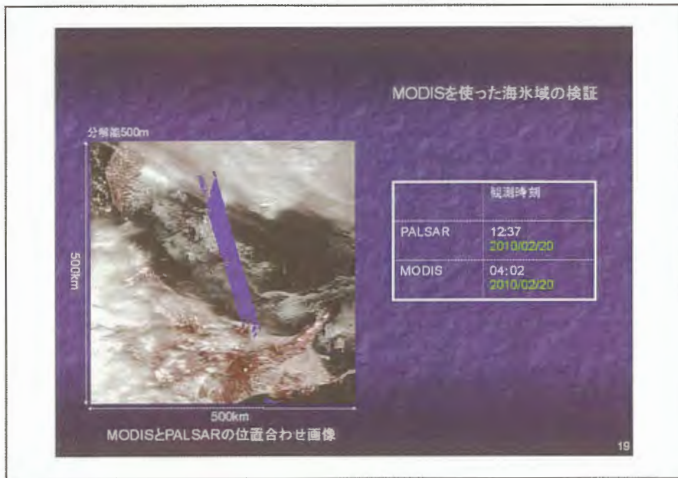 MODISを使った海氷域の検証
分解能500m
500km
500km
MODISとPALSARの位置合わせ画像
観測時刻
PALSAR
12:37
2010/02/20
MODIS
04:02
2010/02/20
19